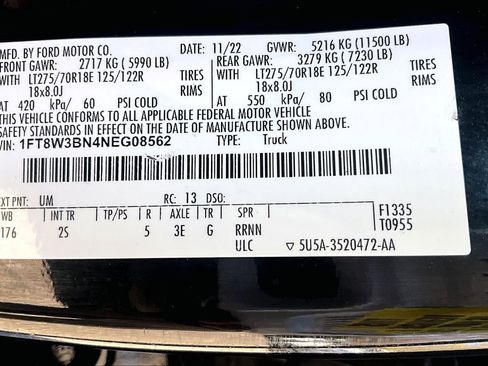 MFD. BY FORD MOTOR CO.
DATE: 11/22 GVWR: 5216 KG (11500 LB)
FRONT GAWR: 2717 KG ( 5990 LB)
REAR GAWR: 3279 KG ( 7230 LB)
WITH LT275/70R18E 125/122R TIRES
WITH LT275/70R18E 125/122R TIRES
18x8.0J RIMS
18x8.0J RIMS
AT 420 kPa/ 60 PSI COLD
AT 550 kPa/ 80 PSI COLD
THIS VEHICLE CONFORMS TO ALL APPLICABLE FEDERAL MOTOR VEHICLE
SAFETY STANDARDS IN EFFECT ON THE DATE OF MANUFACTURE SHOWN ABOVE.
VIN: 1FT8W3BN4NEG08562 TYPE: Truck
EXT PNT: UM RC: 13 DSO:
WB INT TR TP/PS R AXLE TR SPR
176 2S 5 3E G RRNN
ULC 5U5A-3520472-AA
F1335
T0955